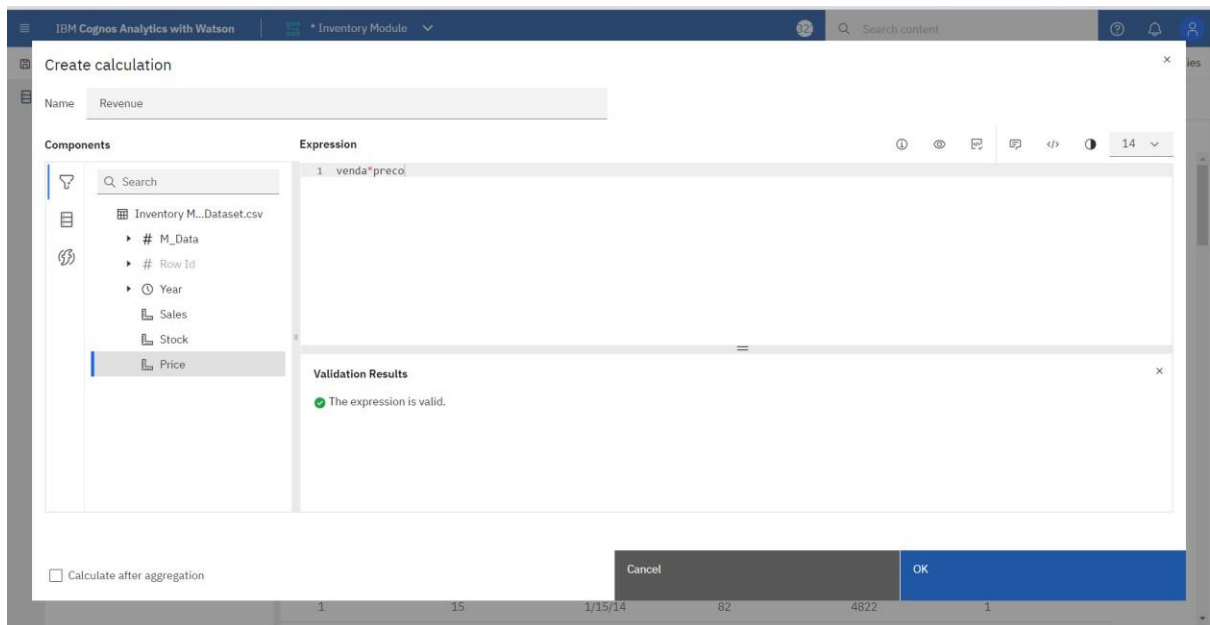 IBM Cognos Analytics with Watson
* Inventory Module
32
Search content
Create calculation
ies
Name
Revenue
Components
Expression
14
Search
1 venda*preco
Inventory M...Dataset.csv
# M_Data
# Row Id
Year
Sales
Stock
Price
Validation Results
The expression is valid.
Calculate after aggregation
Cancel
OK
1 15 1/15/14 82 4822 1